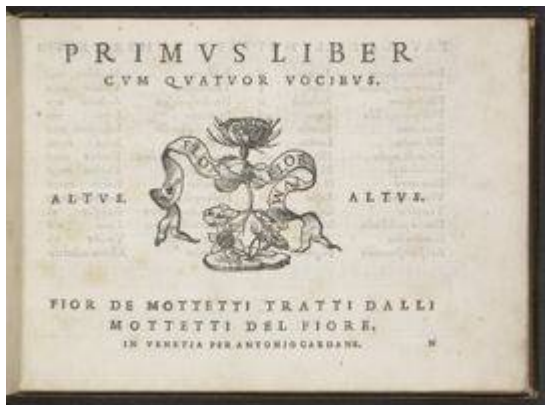 PRIMVS LIBER
CVM QVATVOR VOCIBVS.
ALTVS. ALTVS.
FIOR DE MOTTETTI TRATTI DALLI
MOTTETTI DEL FIORE.
IN VENETIA PER ANTONIO GARDANE.